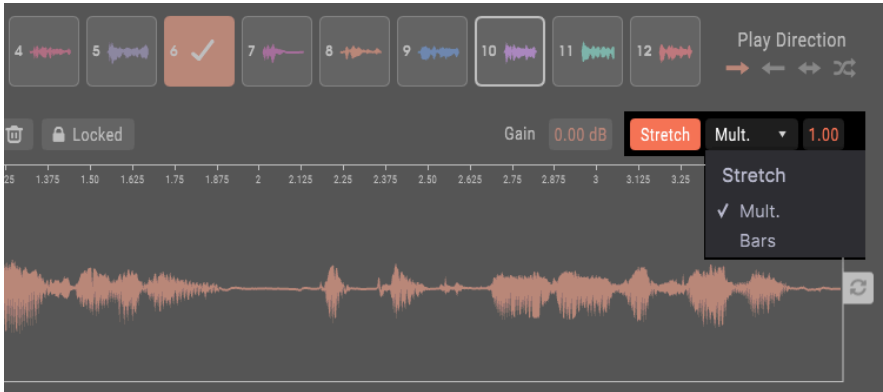 4 5 6 7 8 9 10 11 12
Play Direction
Locked Gain 0.00 dB Stretch Mult. 1.00
25 1.375 1.50 1.625 1.75 1.875 2 2.125 2.25 2.375 2.50 2.625 2.75 2.875 3 3.125 3.25
Stretch
Mult.
Bars